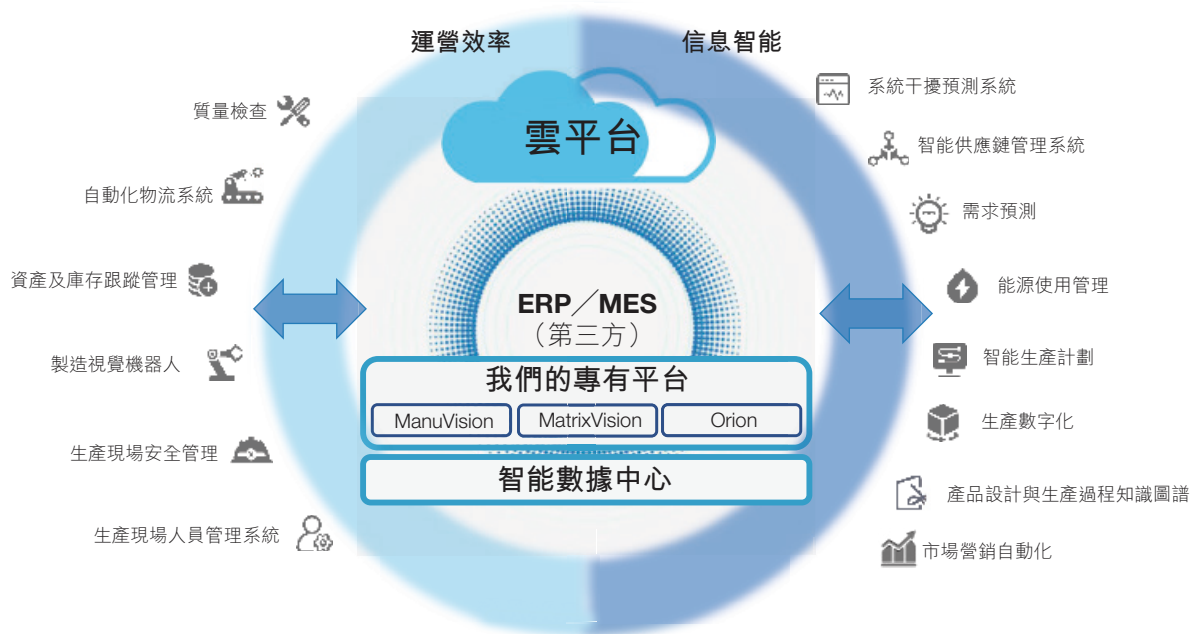 運營效率
信息智能
質量檢查
自動化物流系統
資產及庫存跟蹤管理
製造視覺機器人
生產現場安全管理
生產現場人員管理系統
雲平台
ERP／MES
（第三方）
我們的專有平台
ManuVision
MatrixVision
Orion
智能數據中心
系統干擾預測系統
智能供應鏈管理系統
需求預測
能源使用管理
智能生產計劃
生產數字化
產品設計與生產過程知識圖譜
市場營銷自動化